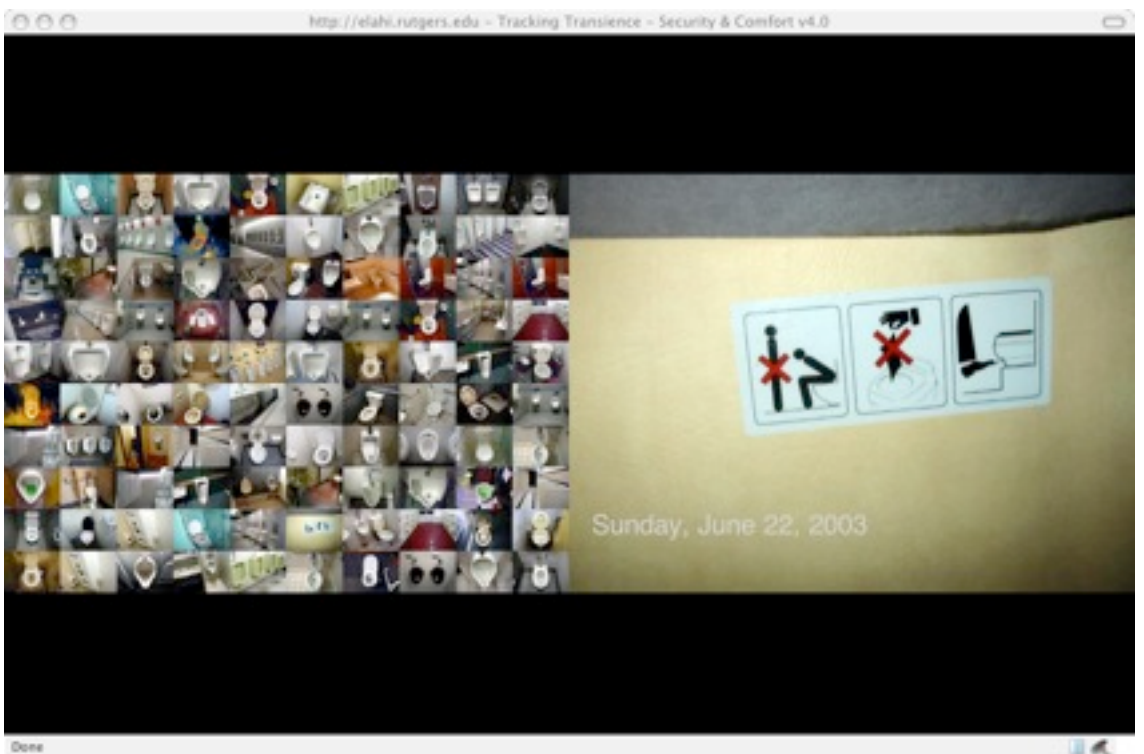 http://elahi.rutgers.edu – Tracking Transience – Security & Comfort v4.0
Sunday, June 22, 2003
Done